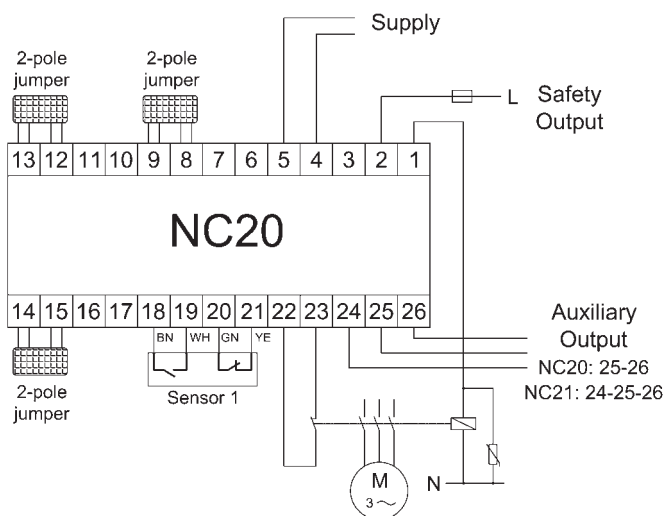 Supply
2-pole
jumper
2-pole
jumper
L
Safety
Output
13 12 11 10 9 8 7 6 5 4 3 2 1
NC20
14 15 16 17 18 19 20 21 22 23 24 25 26
BN WH GN YE
Sensor 1
2-pole
jumper
Auxiliary
Output
NC20: 25-26
NC21: 24-25-26
M
3 ~
N